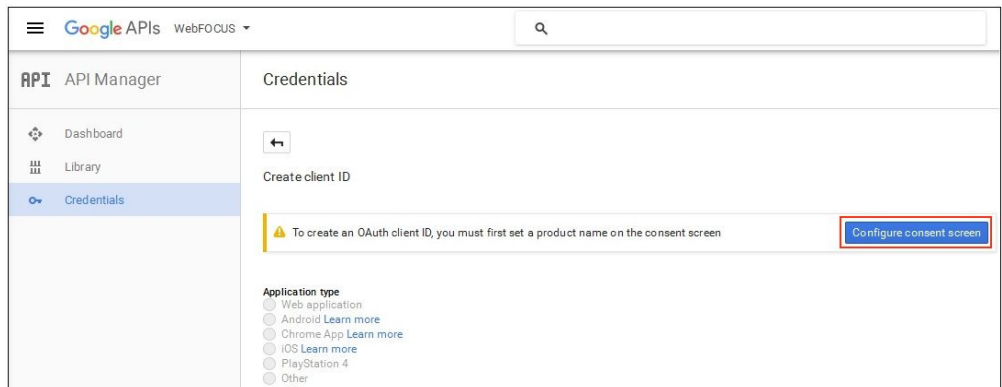 Google APIs WebFOCUS
API API Manager
Credentials
Dashboard
Library
Credentials
Create client ID
To create an OAuth client ID, you must first set a product name on the consent screen
Configure consent screen
Application type
Web application
Android Learn more
Chrome App Learn more
iOS Learn more
PlayStation 4
Other